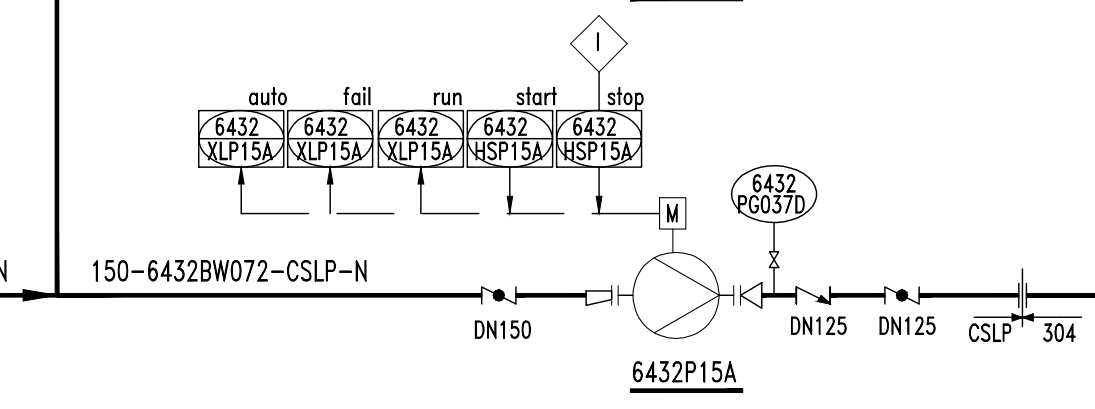 I
auto fail run start stop
6432 6432 6432 6432 6432
XLP15A XLP15A XLP15A HSP15A HSP15A
6432
PG037D
M
N 150-6432BW072-CSLP-N
DN150 DN125 DN125 CSLP 304
6432P15A